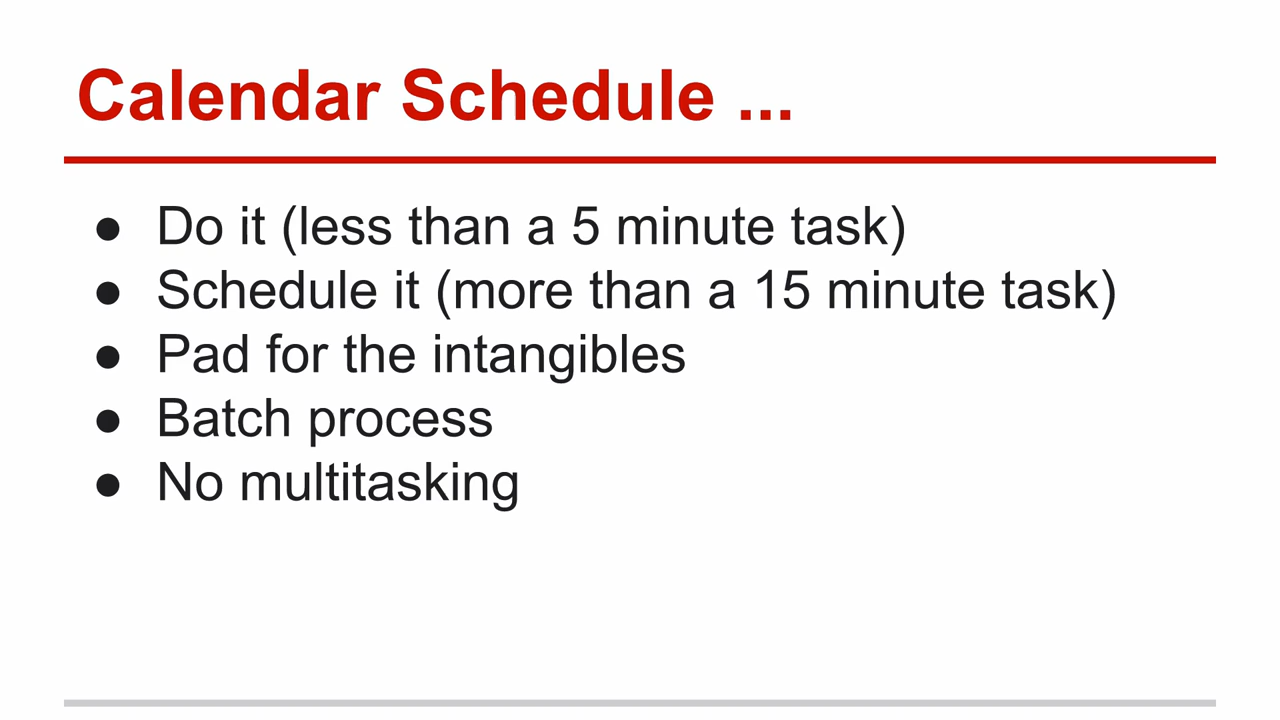 Calendar Schedule ...
● Do it (less than a 5 minute task)
● Schedule it (more than a 15 minute task)
● Pad for the intangibles
● Batch process
● No multitasking